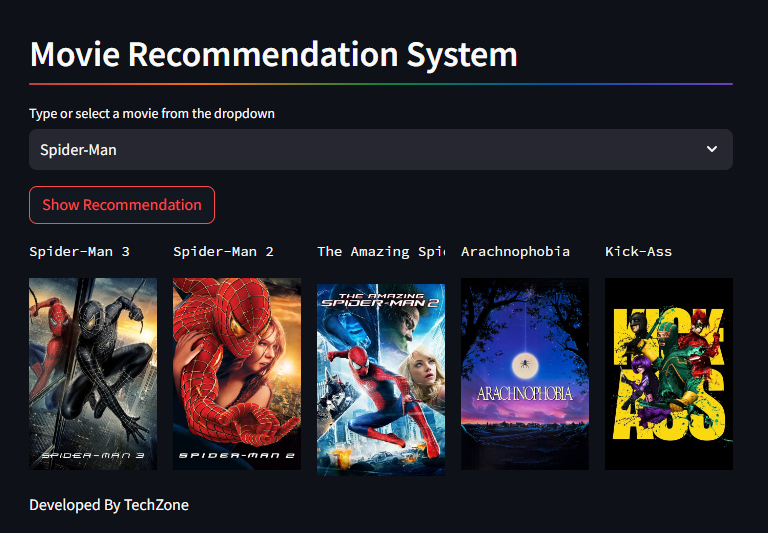 Movie Recommendation System
Type or select a movie from the dropdown
Spider-Man
Show Recommendation
Spider-Man 3
Spider-Man 2
The Amazing Spi
Arachnophobia
Kick-Ass
SPIDER-MAN 3
SPIDER-MAN 2
THE AMAZING
SPIDER-MAN 2
ARACHNOPHOBIA
KICK-
ASS
Developed By TechZone